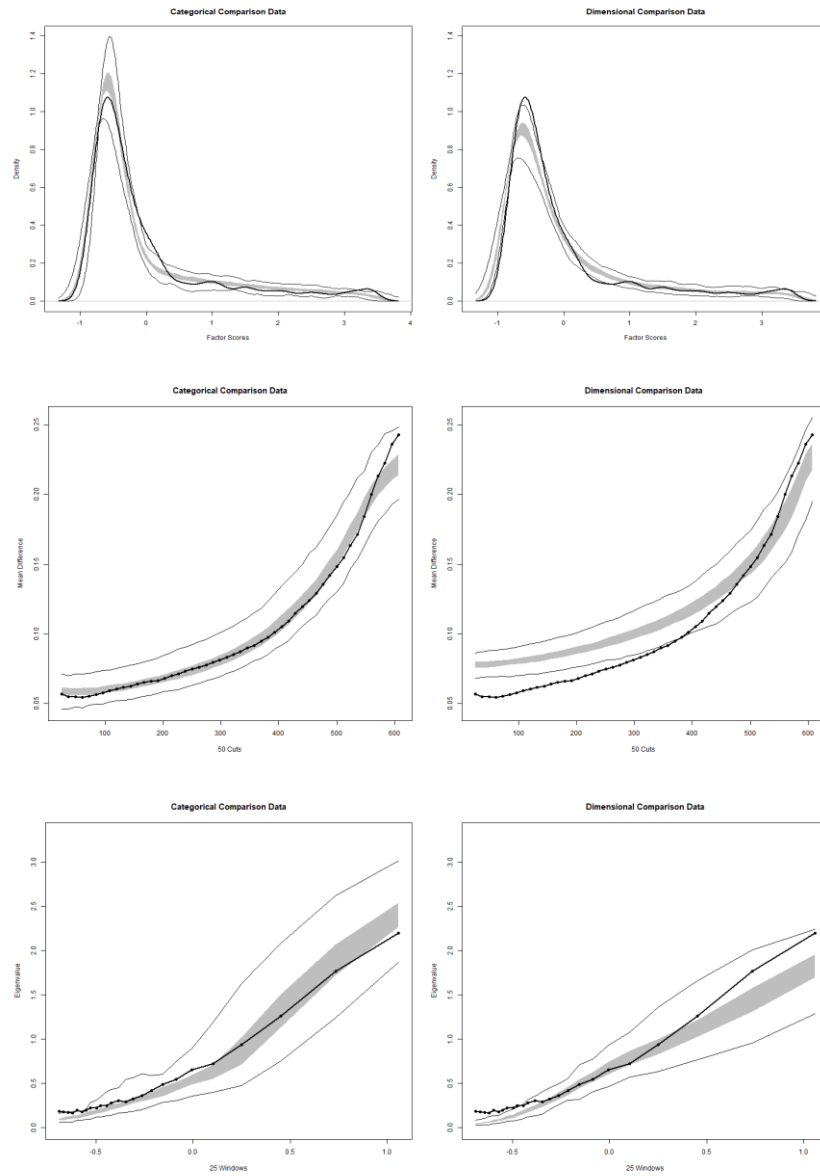 Categorical Comparison Data
Dimensional Comparison Data
Density
0.0 0.2 0.4 0.6 0.8 1.0 1.2 1.4
-1 0 1 2 3 4
Factor Scores
Density
0.0 0.2 0.4 0.6 0.8 1.0 1.2 1.4
-1 0 1 2 3
Factor Scores
Categorical Comparison Data
Dimensional Comparison Data
Mean Difference
0.05 0.10 0.15 0.20 0.25
100 200 300 400 500 600
50 Cuts
Mean Difference
0.05 0.10 0.15 0.20 0.25
100 200 300 400 500 600
50 Cuts
Categorical Comparison Data
Dimensional Comparison Data
Eigenvalue
0.0 0.5 1.0 1.5 2.0 2.5 3.0
-0.5 0.0 0.5 1.0
25 Windows
Eigenvalue
0.0 0.5 1.0 1.5 2.0 2.5 3.0
-0.5 0.0 0.5 1.0
25 Windows